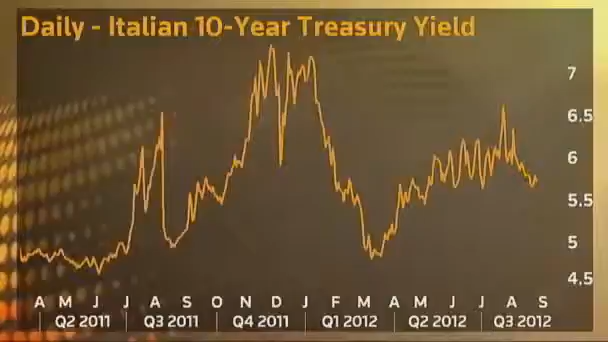 Daily - Italian 10-Year Treasury Yield
7
6.5
6
5.5
5
4.5
A M J J A S O N D J F M A M J J A S
Q2 2011 Q3 2011 Q4 2011 Q1 2012 Q2 2012 Q3 2012